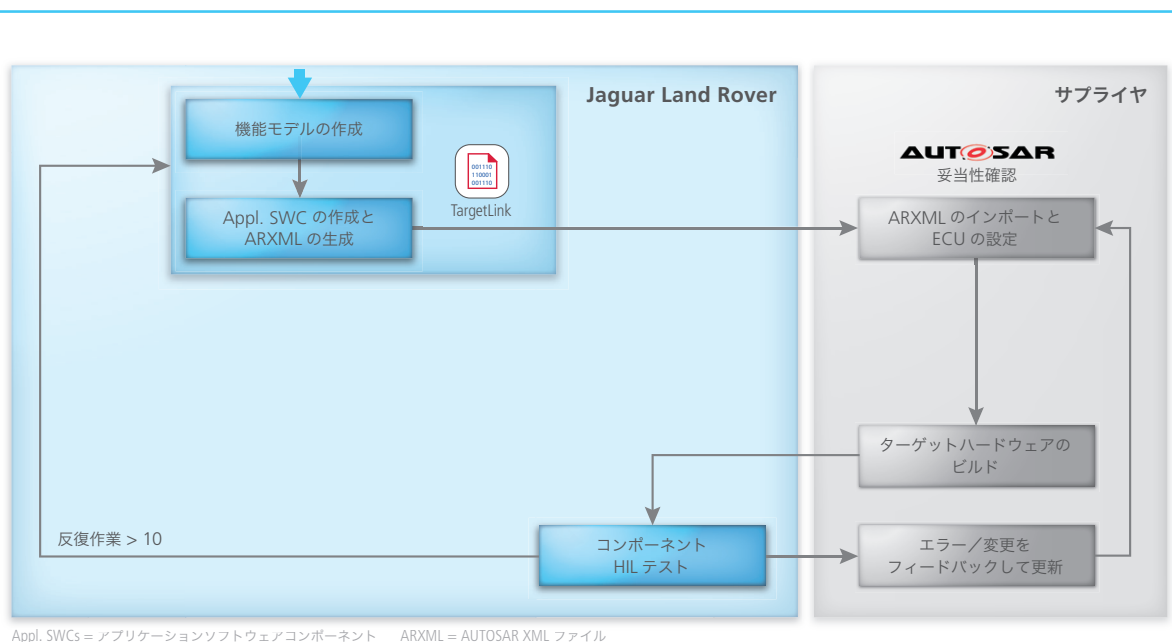 Jaguar Land Rover
サプライヤ
機能モデルの作成
001110
110001
001110
TargetLink
Appl. SWC の作成と
ARXML の生成
AUTOSAR
妥当性確認
ARXML のインポートと
ECU の設定
ターゲットハードウェアの
ビルド
反復作業 > 10
コンポーネント
HIL テスト
エラー／変更を
フィードバックして更新
Appl. SWCs = アプリケーションソフトウェアコンポーネント ARXML = AUTOSAR XML ファイル